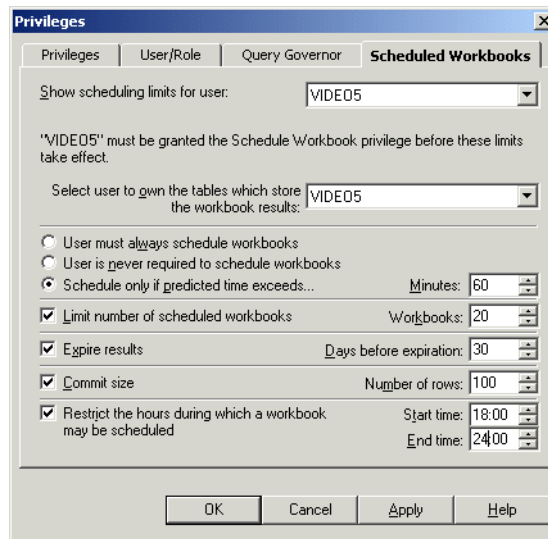 Privileges
Privileges User/Role Query Governor Scheduled Workbooks
Show scheduling limits for user: VIDEO5
"VIDEO5" must be granted the Schedule Workbook privilege before these limits
take effect.
Select user to own the tables which store
the workbook results: VIDEO5
User must always schedule workbooks
User is never required to schedule workbooks
Schedule only if predicted time exceeds... Minutes: 60
Limit number of scheduled workbooks Workbooks: 20
Expire results Days before expiration: 30
Commit size Number of rows: 100
Restrict the hours during which a workbook
may be scheduled
Start time: 18:00
End time: 24:00
OK Cancel Apply Help